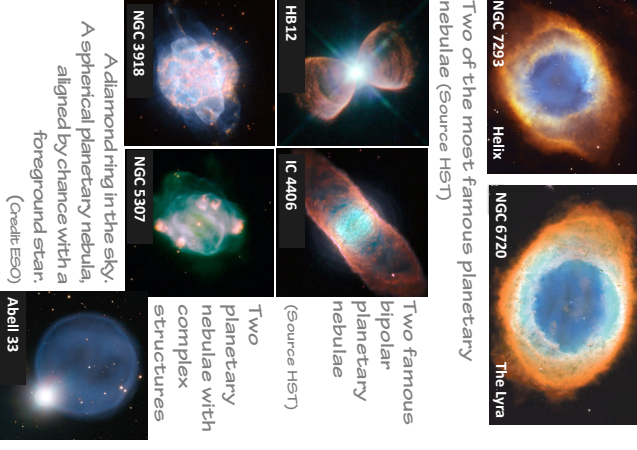 NGC 7293 Helix
NGC 6720 The Lyra
Two of the most famous planetary
nebulae (Source HST)
HB12
IC 4406
Two famous
bipolar
planetary
nebulae
(Source HST)
NGC 3918
NGC 5307
Two
planetary
nebulae with
complex
structures
A diamond ring in the sky.
A spherical planetary nebula,
aligned by chance with a
foreground star.
(Credit ESO)
Abell 33